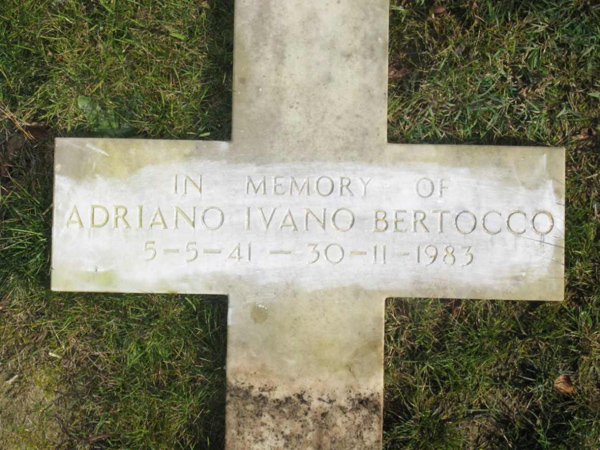 IN MEMORY OF
ADRIANO IVANO BERTOCCO
5-5-41 - 30-11-1983